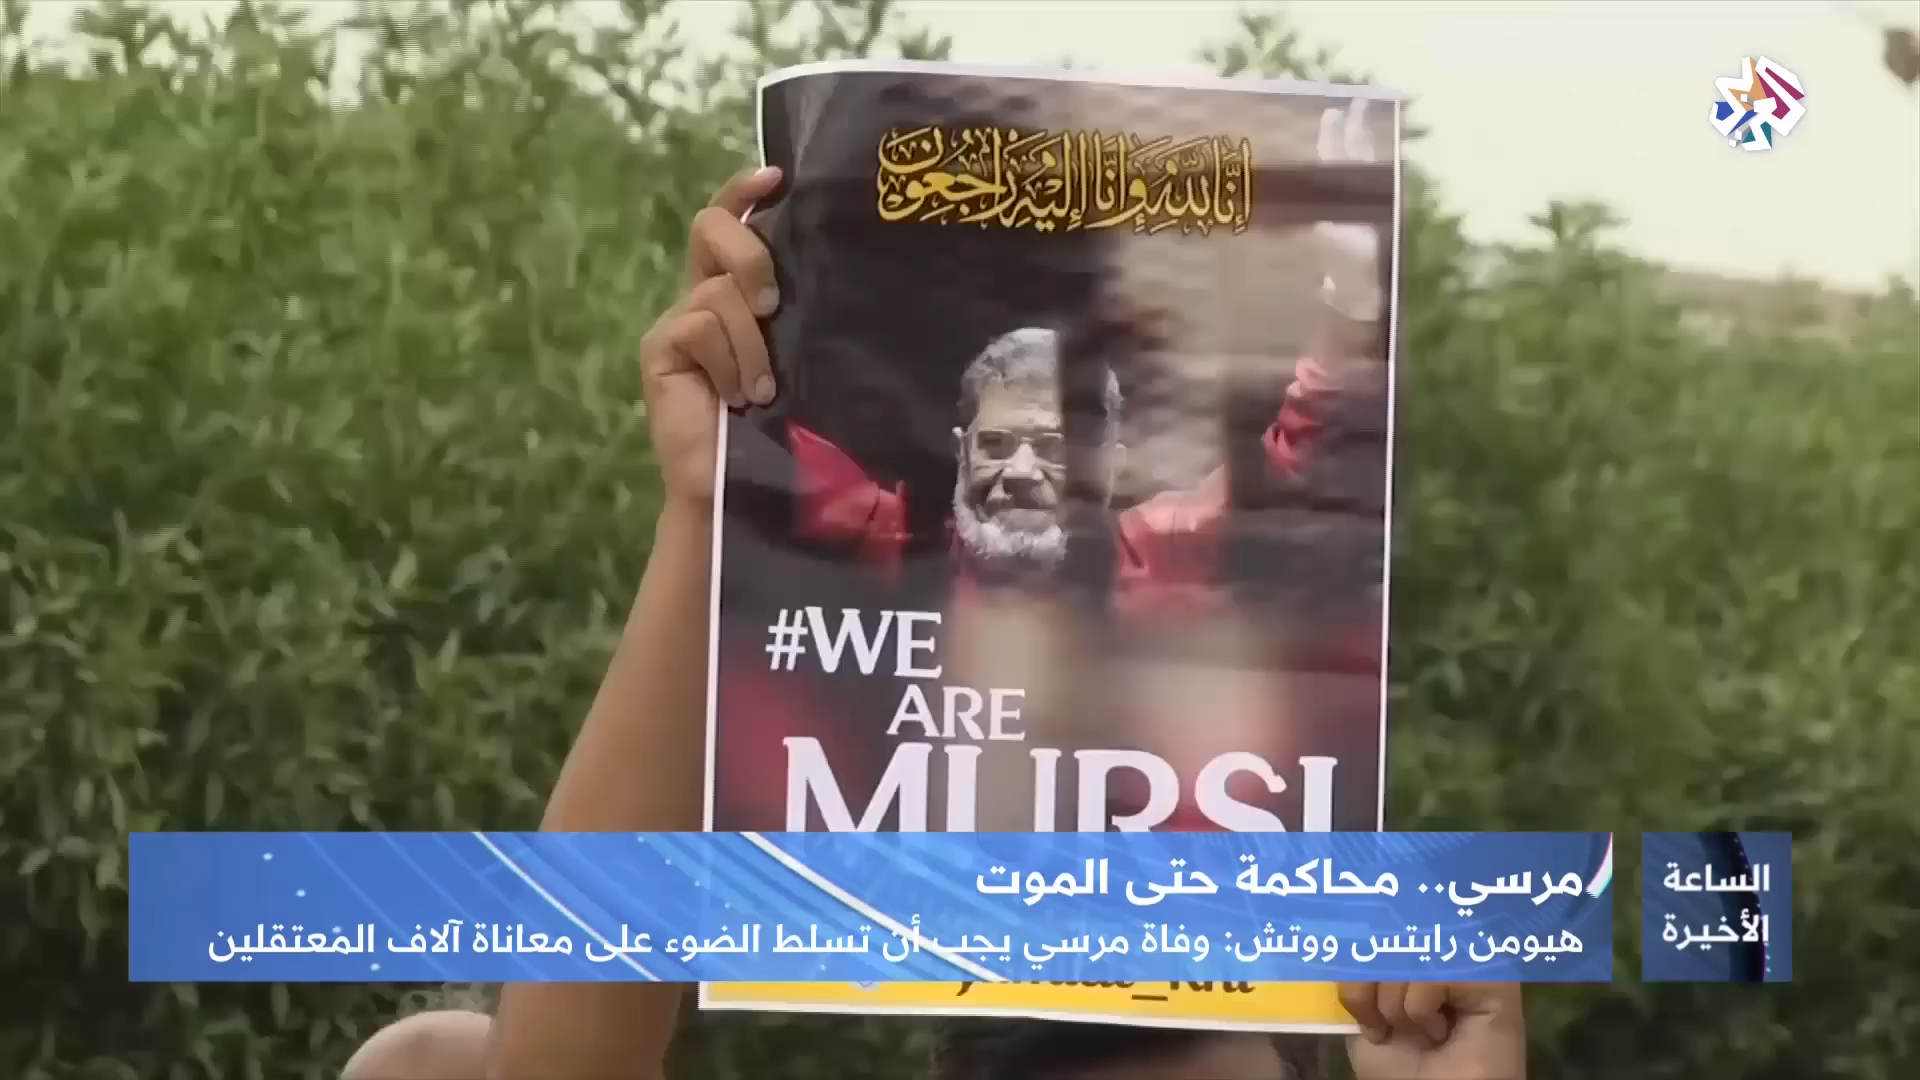 إنا لله وإنا إليه راجعون
#WE
ARE
MURSI
مرسي.. محاكمة حتى الموت
هيومن رايتس ووتش: وفاة مرسي يجب أن تسلط الضوء على معاناة آلاف المعتقلين
الساعة
الأخيرة